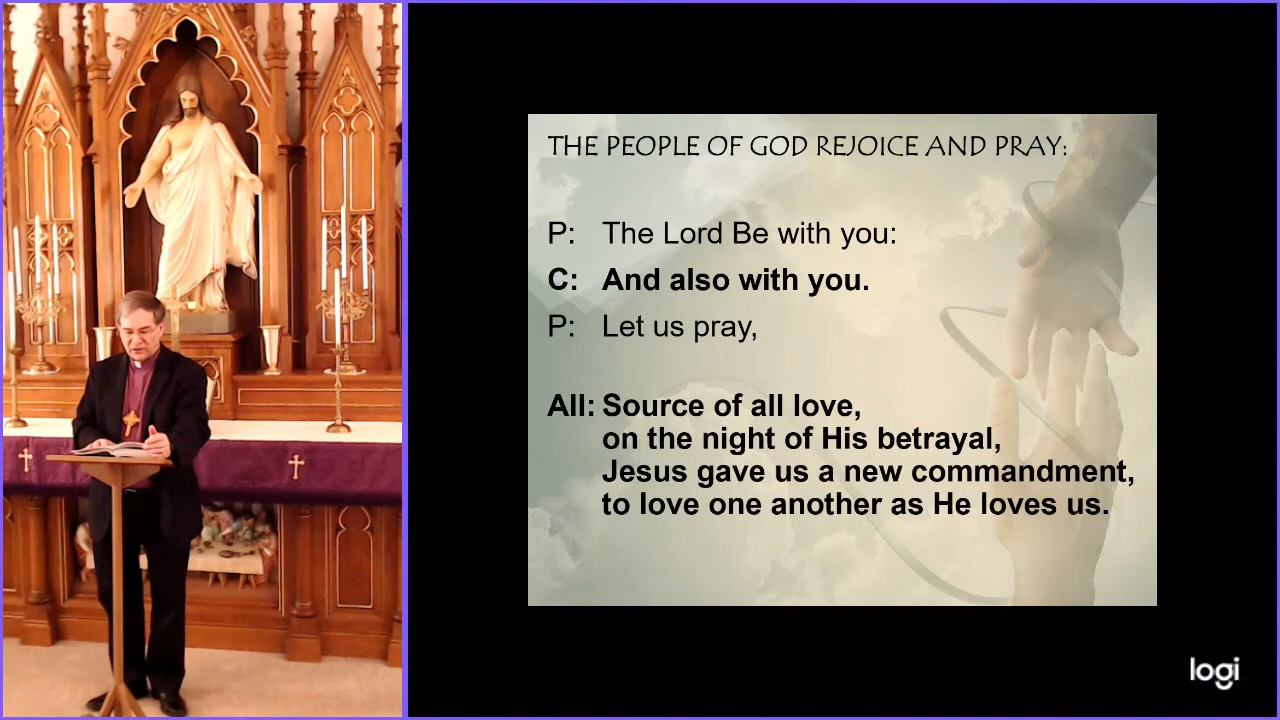 THE PEOPLE OF GOD REJOICE AND PRAY:
P: The Lord Be with you:
C: And also with you.
P: Let us pray,
All: Source of all love,
on the night of His betrayal,
Jesus gave us a new commandment,
to love one another as He loves us.
logi